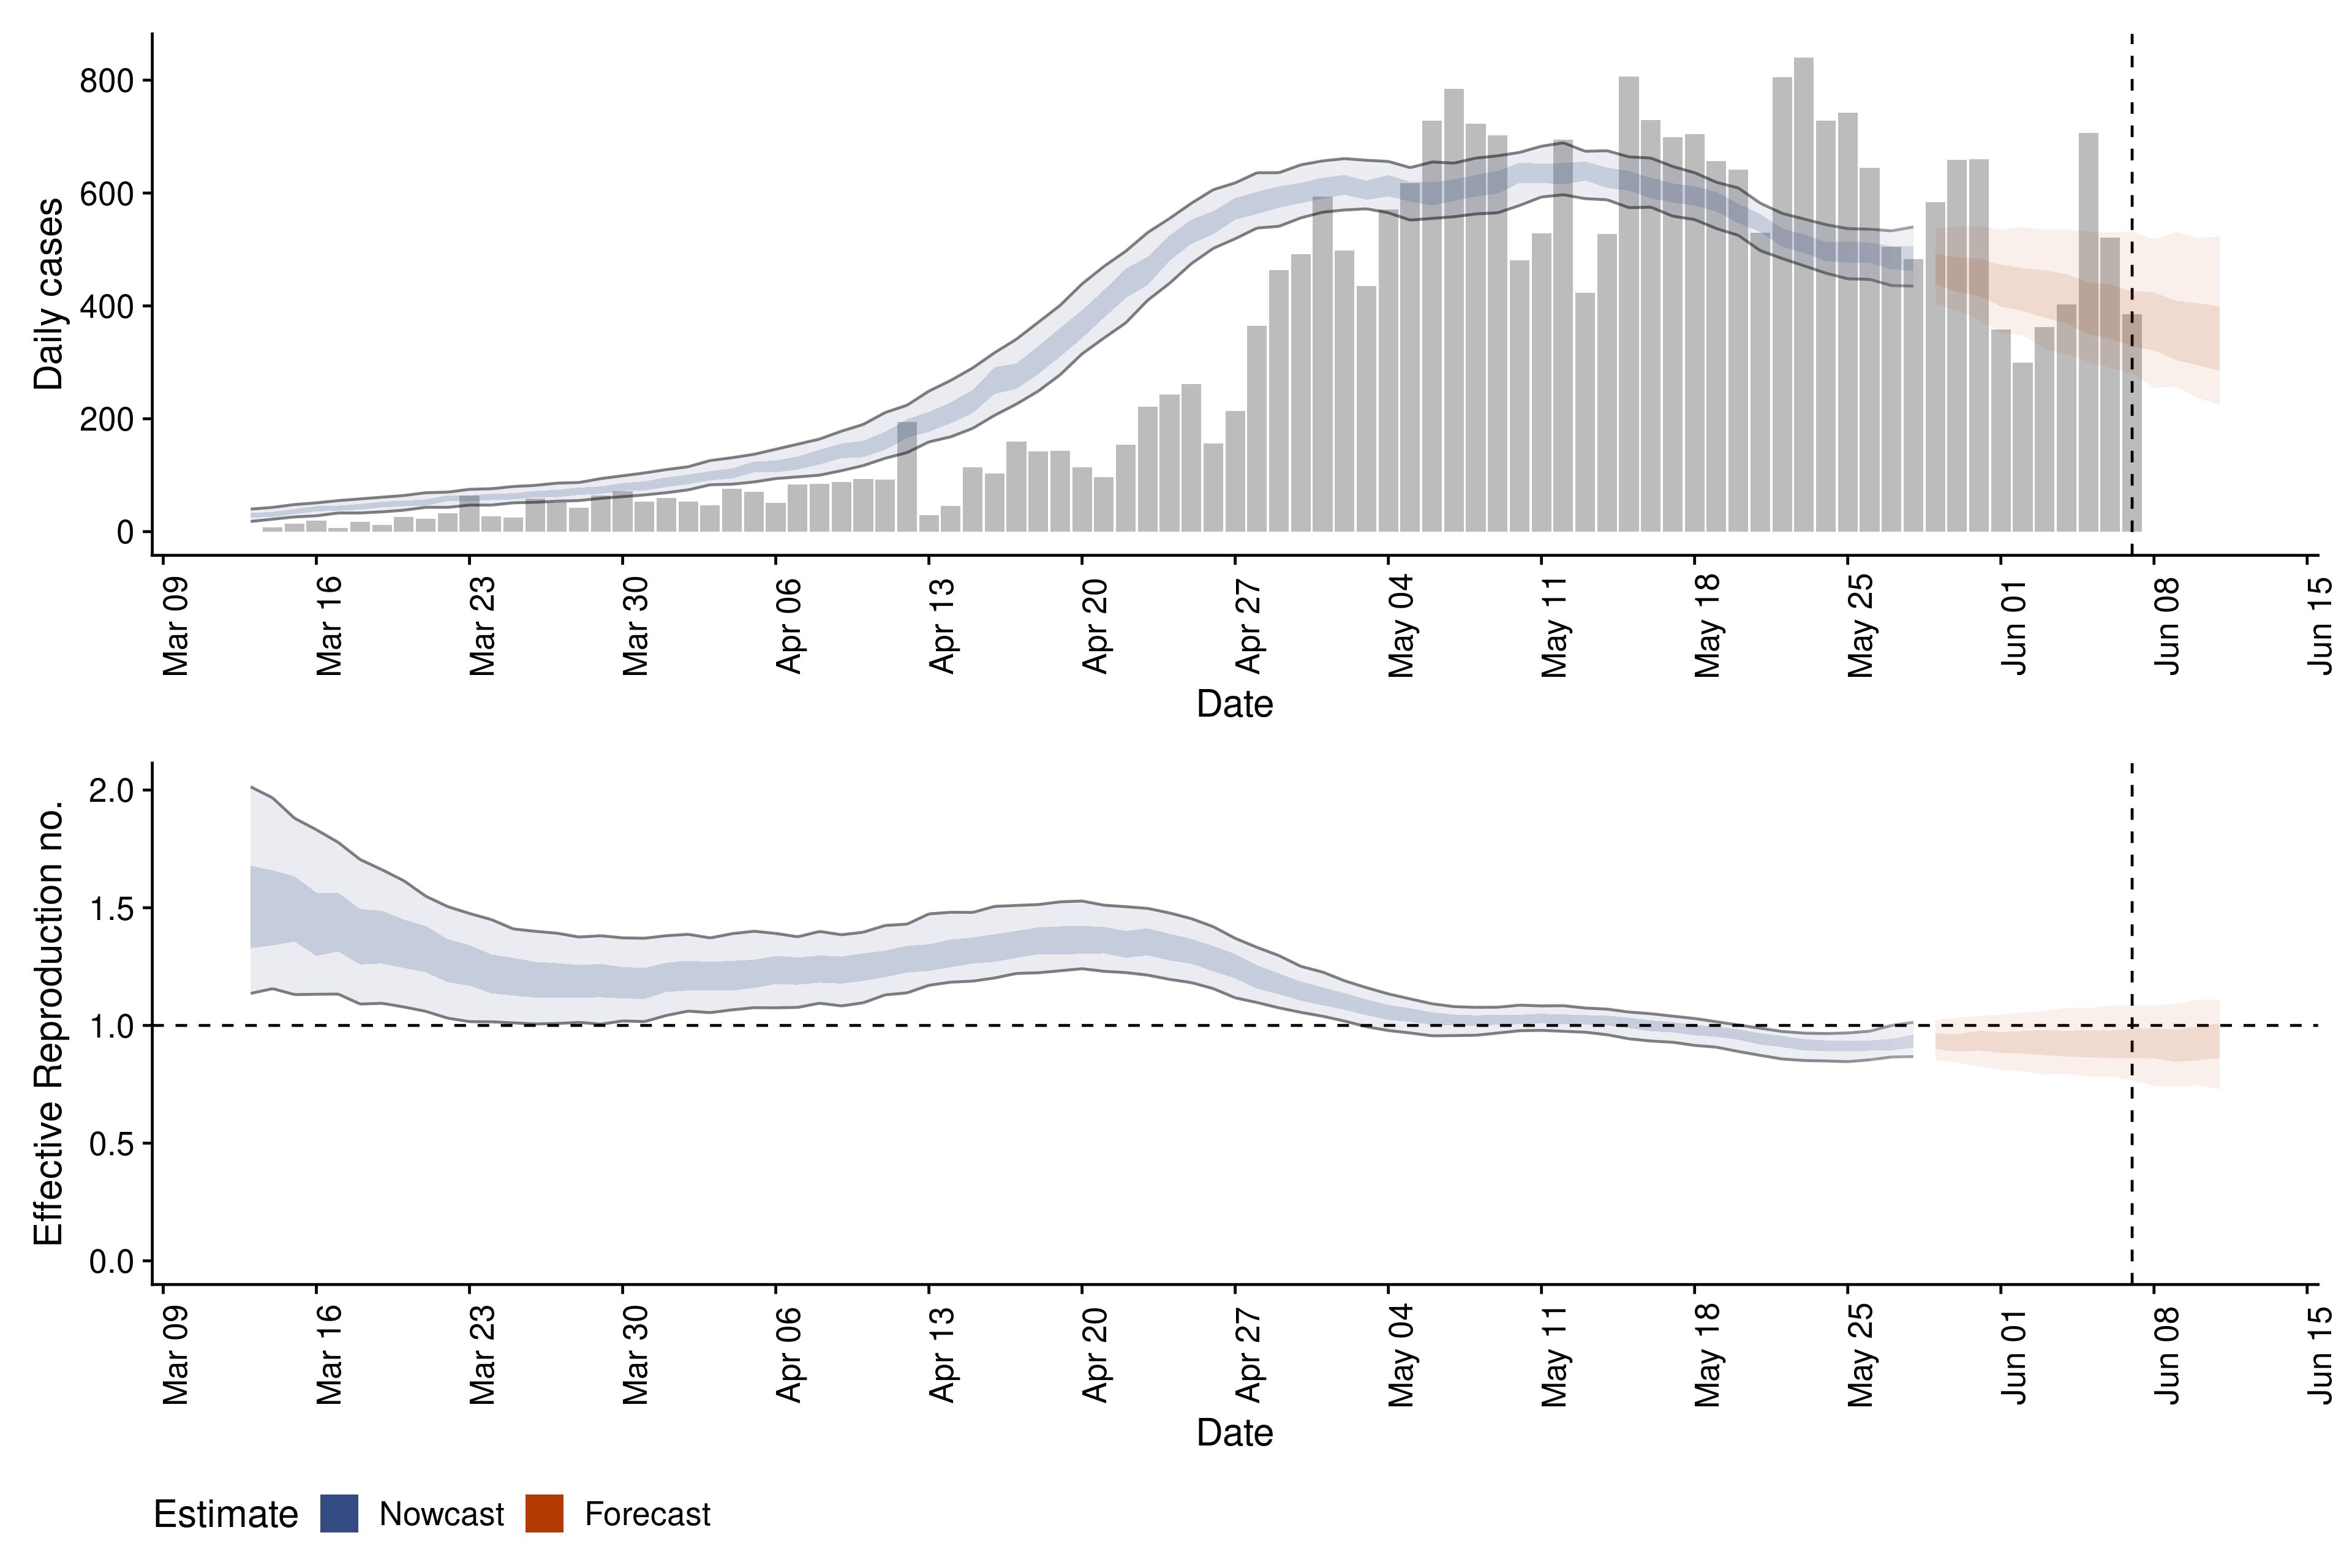 Daily cases
800
600
400
200
0
Mar 09
Mar 16
Mar 23
Mar 30
Apr 06
Apr 13
Apr 20
Apr 27
May 04
May 11
May 18
May 25
Jun 01
Jun 08
Jun 15
Date
Effective Reproduction no.
2.0
1.5
1.0
0.5
0.0
Mar 09
Mar 16
Mar 23
Mar 30
Apr 06
Apr 13
Apr 20
Apr 27
May 04
May 11
May 18
May 25
Jun 01
Jun 08
Jun 15
Date
Estimate Nowcast Forecast